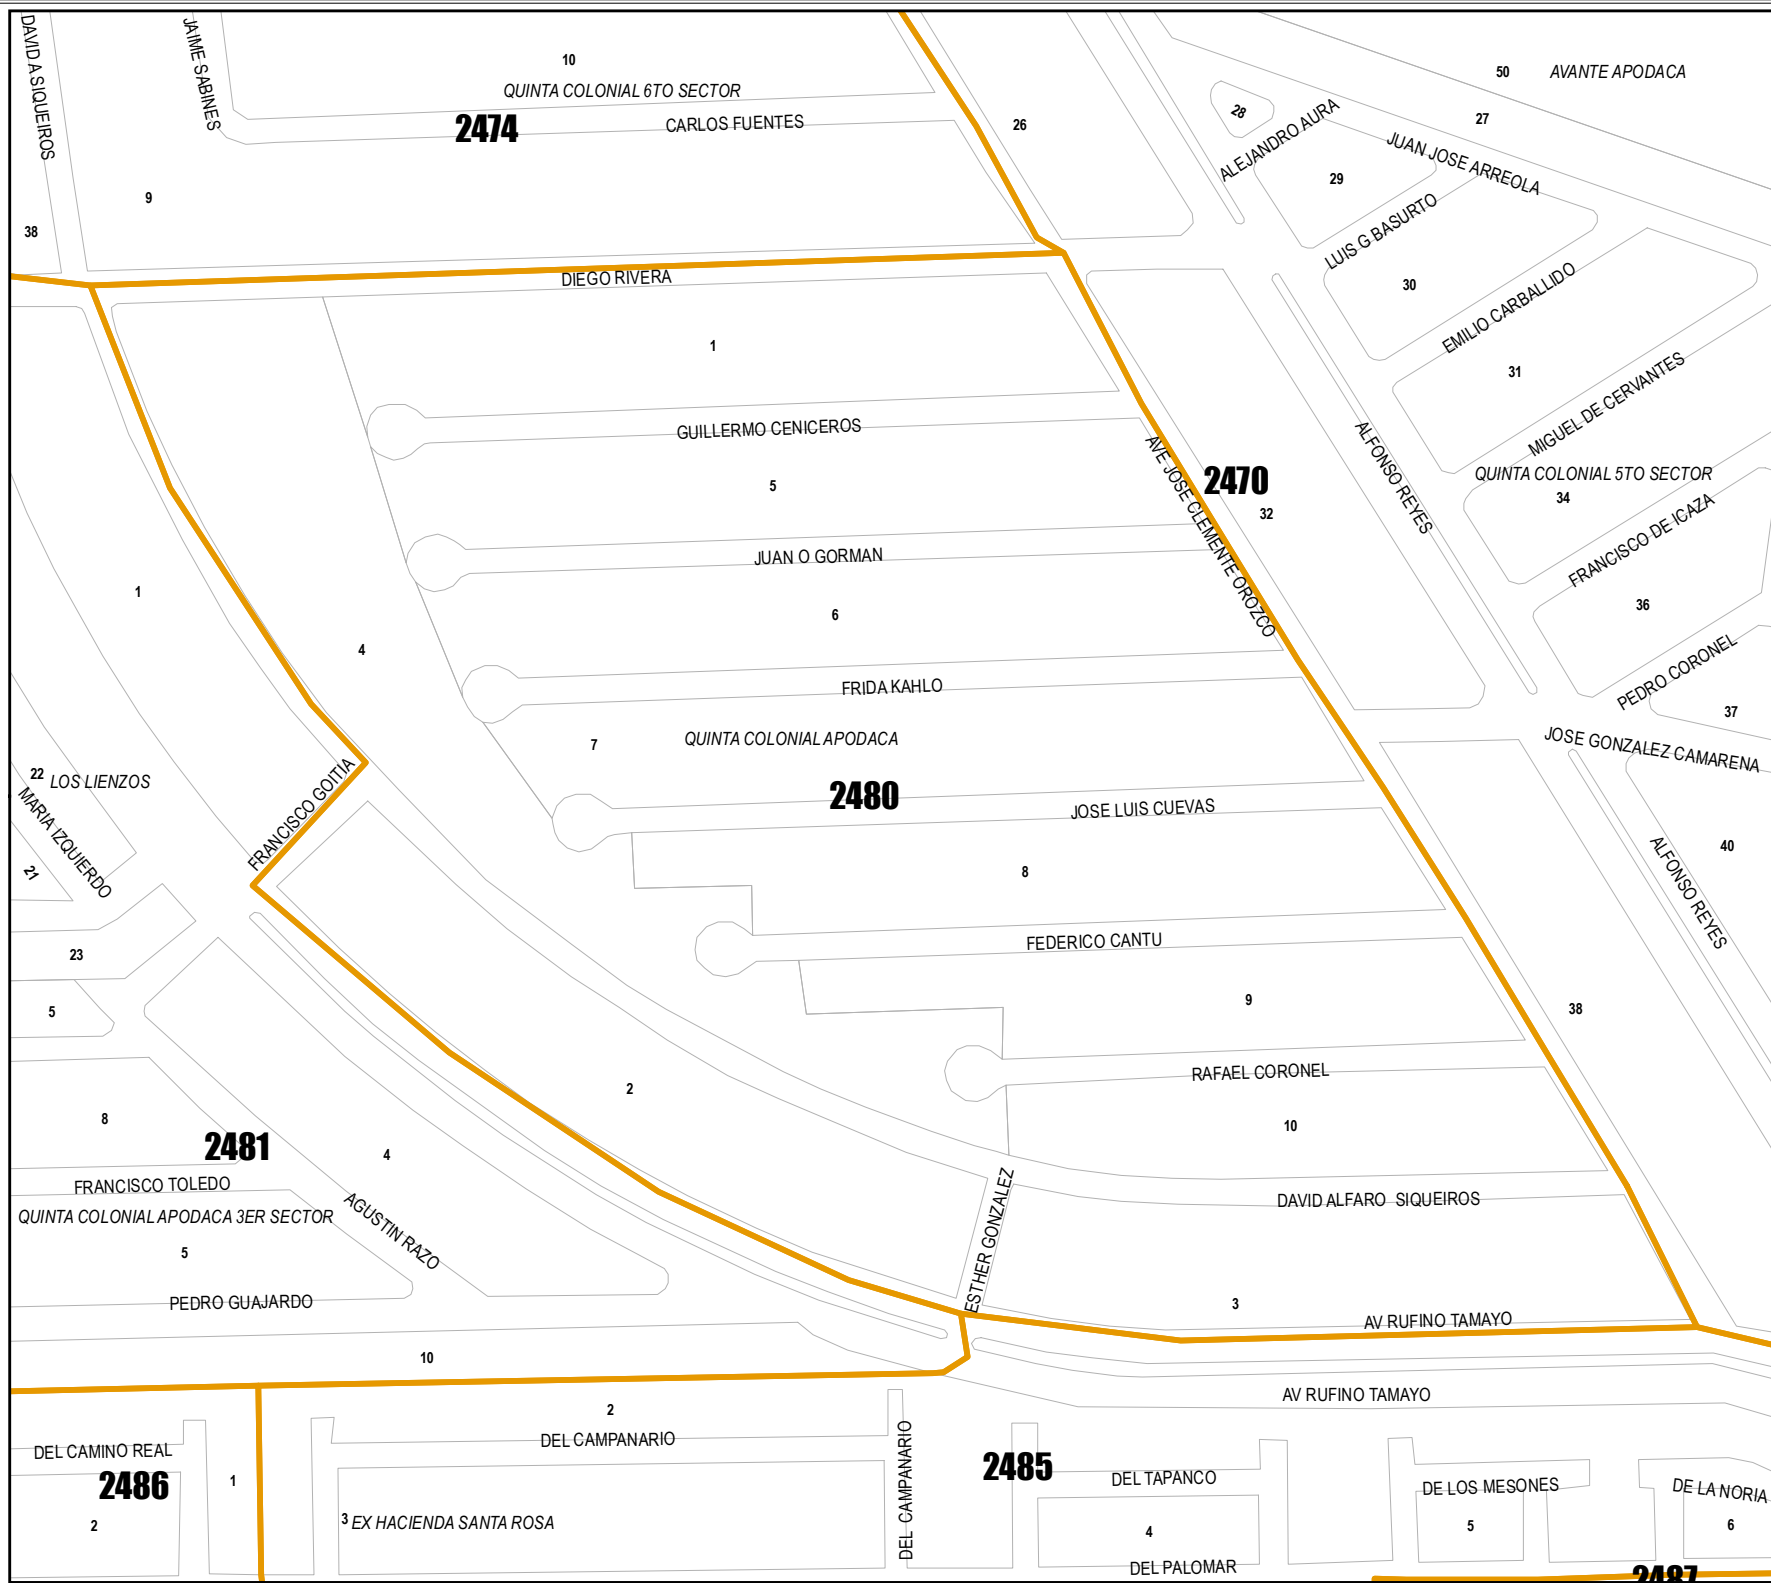 DAVID A SIQUEIROS
JAIME SABINES
10
QUINTA COLONIAL 6TO SECTOR
2474
CARLOS FUENTES
26
28
ALEJANDRO AURA
50
AVANTE APODACA
27
JUAN JOSE ARREOLA
29
9
38
LUIS G BASURTO
DIEGO RIVERA
30
EMILIO CARBALLIDO
1
31
MIGUEL DE CERVANTES
GUILLERMO CENICEROS
AVE JOSE CLEMENTE OROZCO
ALFONSO REYES
2470
QUINTA COLONIAL 5TO SECTOR
5
34
32
JUAN O GORMAN
FRANCISCO DE ICAZA
1
6
36
4
FRIDA KAHLO
PEDRO CORONEL
37
7
QUINTA COLONIAL APODACA
JOSE GONZALEZ CAMARENA
22
LOS LIENZOS
FRANCISCO GOITIA
2480
MARIA IZQUIERDO
JOSE LUIS CUEVAS
21
8
40
ALFONSO REYES
23
FEDERICO CANTU
5
9
38
2
RAFAEL CORONEL
8
2481
4
10
FRANCISCO TOLEDO
QUINTA COLONIAL APODACA 3ER SECTOR
AGUSTIN RAZO
ESTHER GONZALEZ
DAVID ALFARO SIQUEIROS
5
PEDRO GUAJARDO
3
AV RUFINO TAMAYO
10
AV RUFINO TAMAYO
2
DEL CAMINO REAL
DEL CAMPANARIO
DEL CAMPANARIO
2486
1
2485
DEL TAPANCO
DE LOS MESONES
DE LA NORIA
2
3
EX HACIENDA SANTA ROSA
4
5
6
DEL PALOMAR
2487